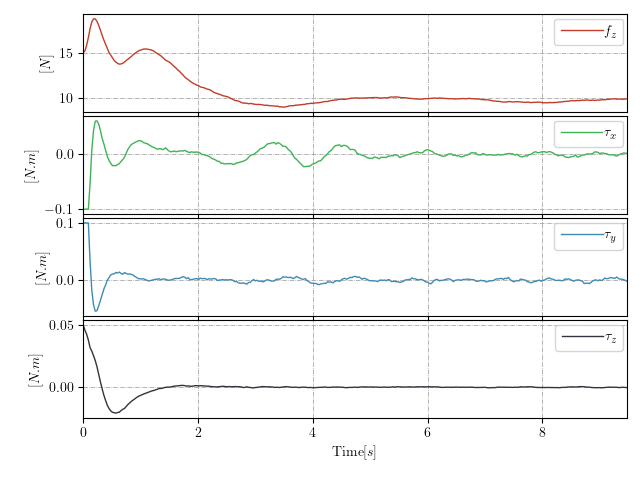 15
10
[N]
f_z
0.0
−0.1
[N.m]
τ_x
0.1
0.0
[N.m]
τ_y
0.05
0.00
[N.m]
τ_z
0 2 4 6 8
Time[s]